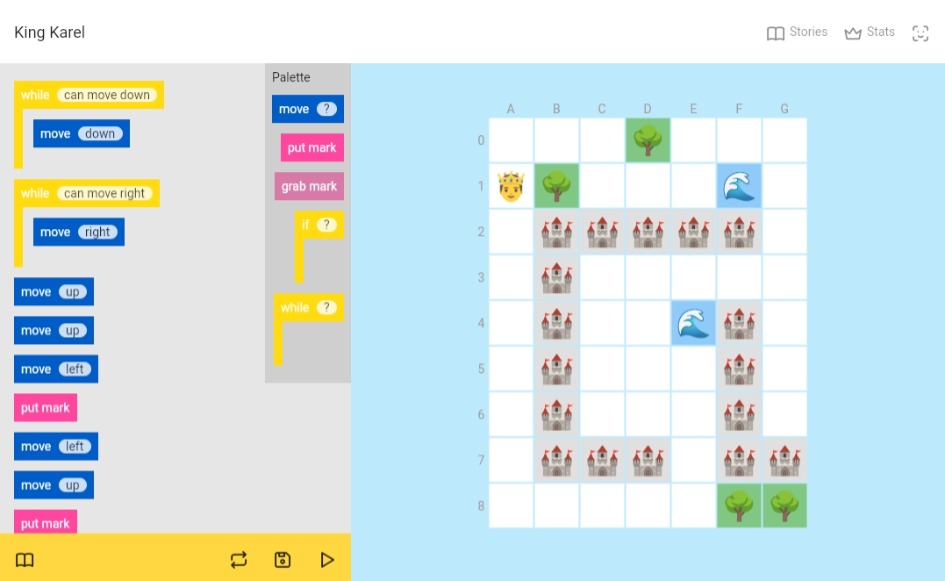 King Karel
Stories
Stats
while can move down
move down
while can move right
move right
move up
move up
move left
put mark
move left
move up
put mark
Palette
move ?
put mark
grab mark
if ?
while ?
A B C D E F G
0
1
2
3
4
5
6
7
8